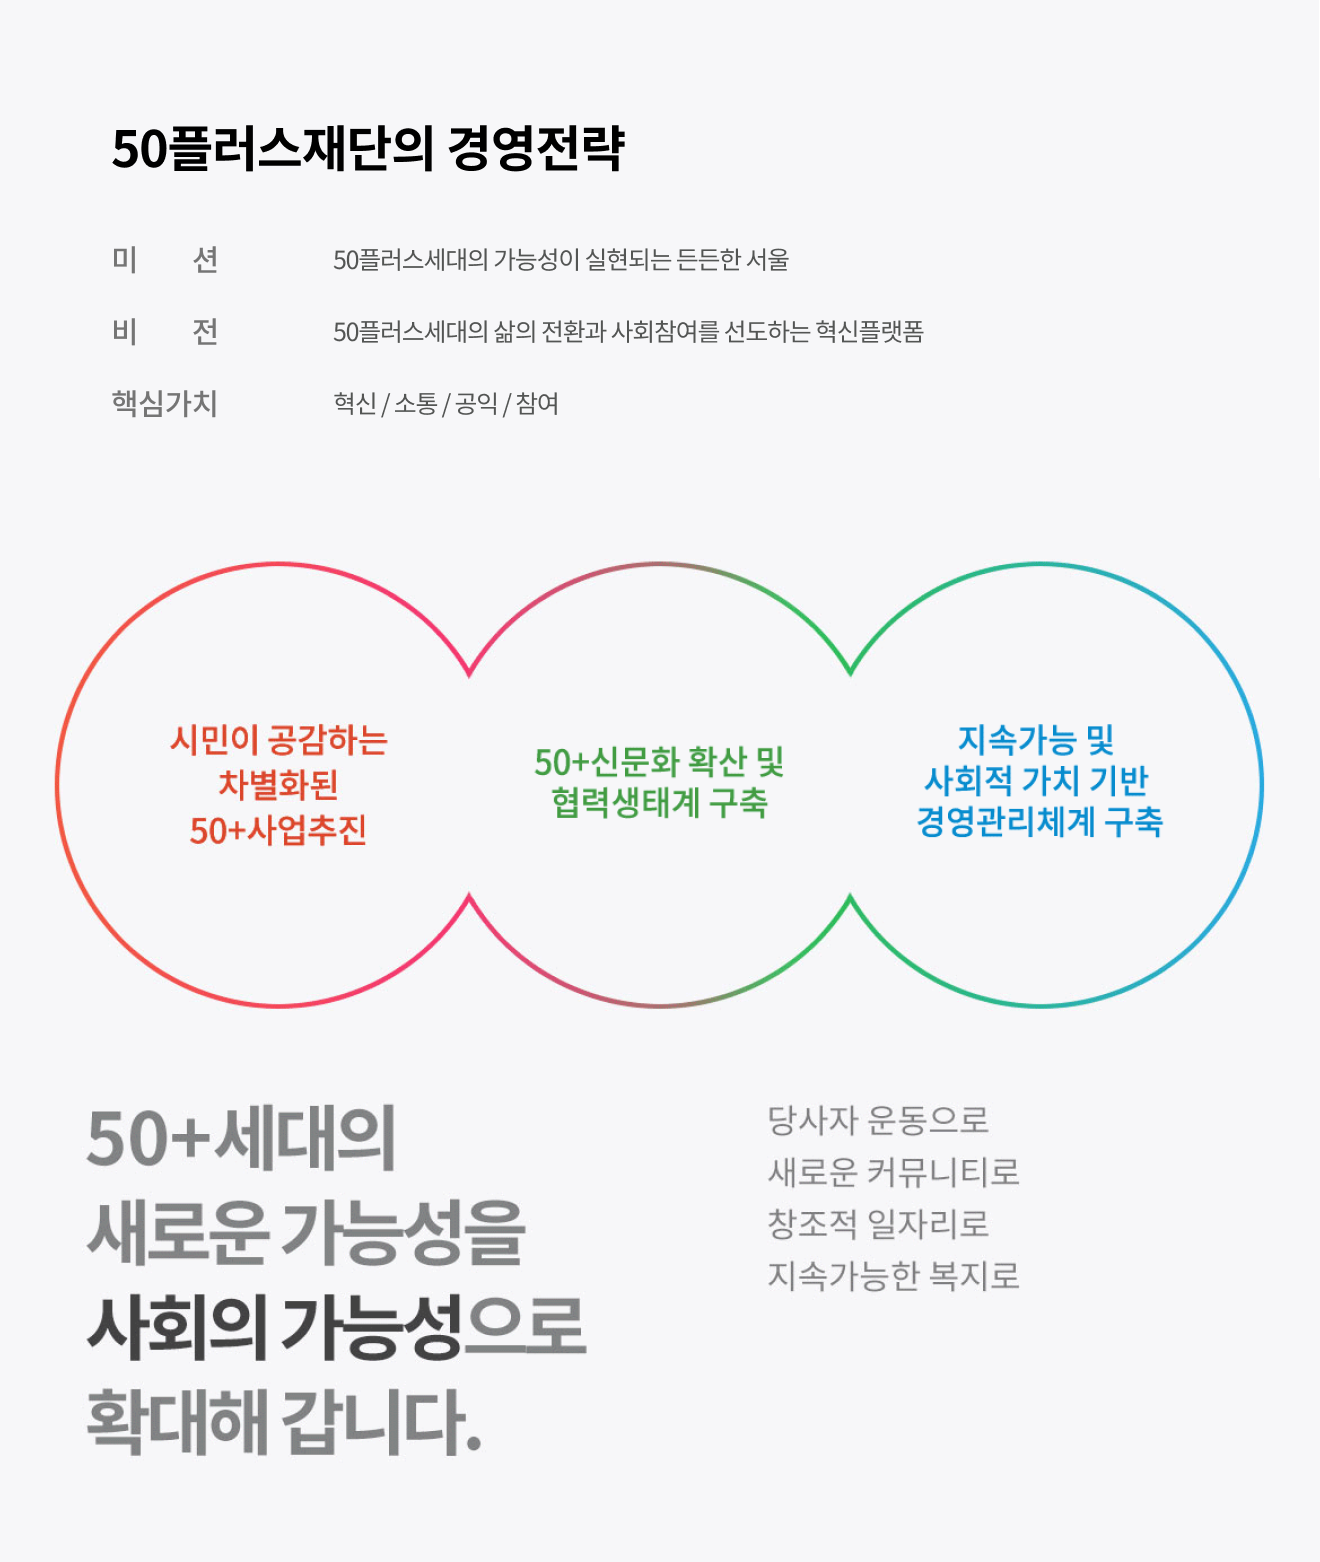 50플러스재단의 경영전략
미 션 50플러스세대의 가능성이 실현되는 든든한 서울
비 전 50플러스세대의 삶의 전환과 사회참여를 선도하는 혁신플랫폼
핵심가치 혁신 / 소통 / 공익 / 참여
시민이 공감하는
차별화된
50+사업추진
50+신문화 확산 및
협력생태계 구축
지속가능 및
사회적 가치 기반
경영관리체계 구축
50+세대의
새로운 가능성을
사회의 가능성으로
확대해 갑니다.
당사자 운동으로
새로운 커뮤니티로
창조적 일자리로
지속가능한 복지로